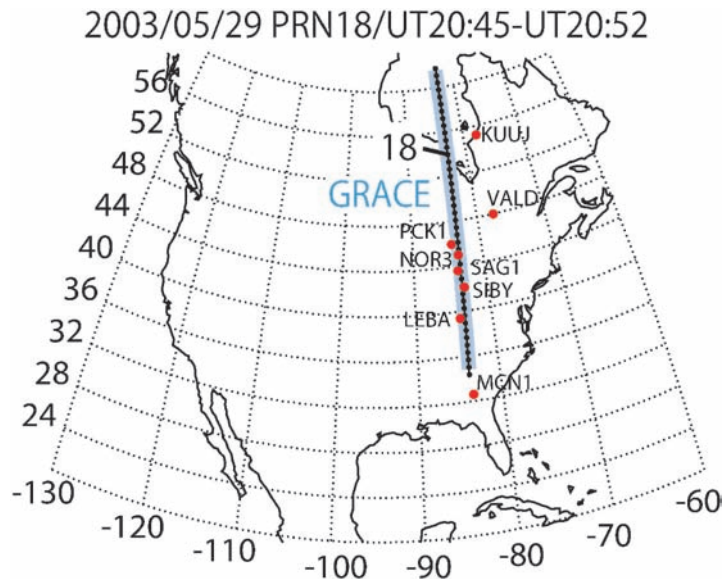 2003/05/29 PRN18/UT20:45-UT20:52
56
52
48
44
40
36
32
28
24
18
KUUJ
GRACE
VALD
PCK1
NOR3
SAG1
SIBY
LEBA
MCN1
-130
-120
-110
-100
-90
-80
-70
-60